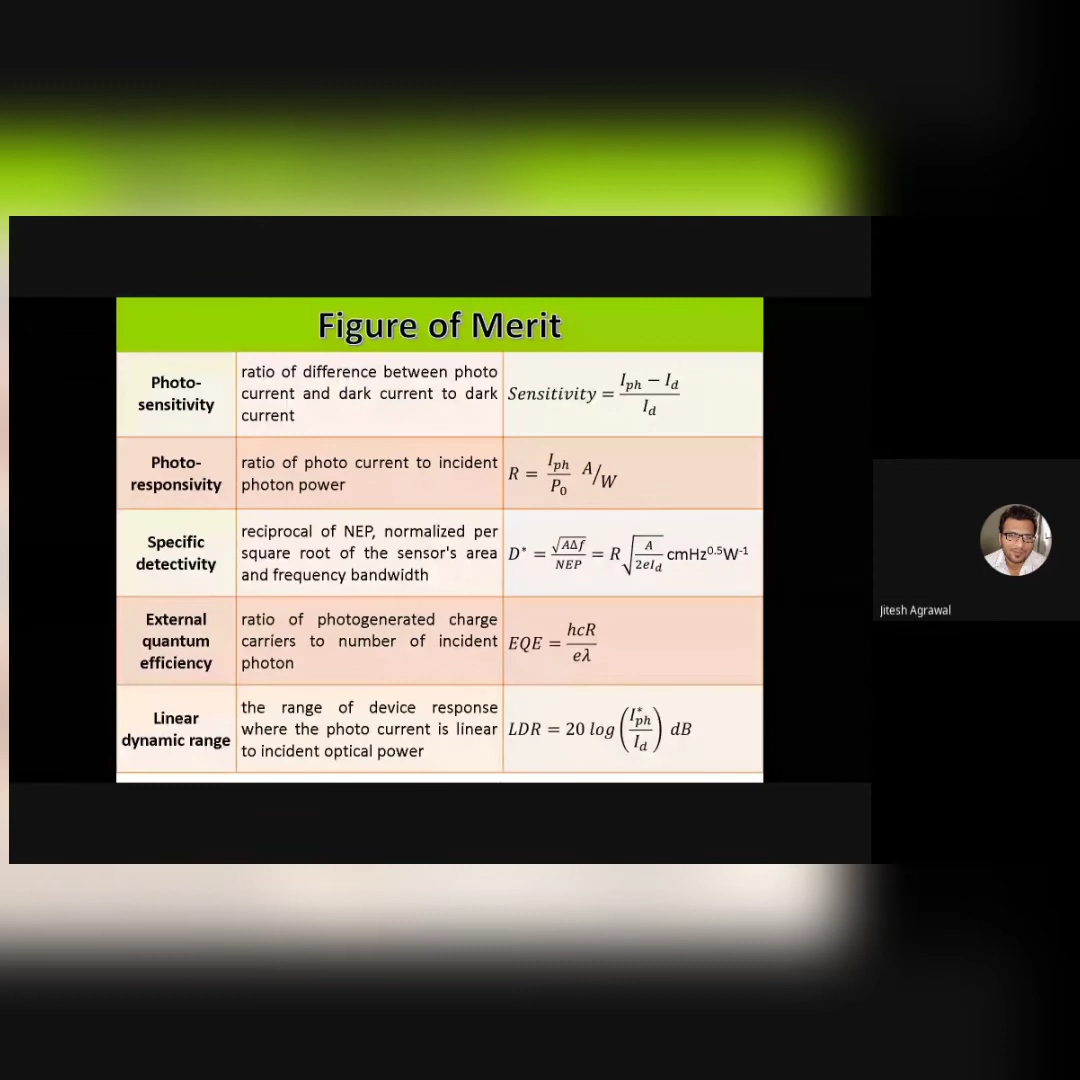 Figure of Merit
Photo-
sensitivity
ratio of difference between photo
current and dark current to dark
current
Sensitivity = (I_ph − I_d) / I_d
Photo-
responsivity
ratio of photo current to incident
photon power
R = I_ph / P_0 A/W
Specific
detectivity
reciprocal of NEP, normalized per
square root of the sensor's area
and frequency bandwidth
D* = √(AΔf) / NEP = R √(A / 2eI_d) cmHz^0.5W^-1
External
quantum
efficiency
ratio of photogenerated charge
carriers to number of incident
photon
EQE = hcR / eλ
Linear
dynamic range
the range of device response
where the photo current is linear
to incident optical power
LDR = 20 log (I*_ph / I_d) dB
Jitesh Agrawal